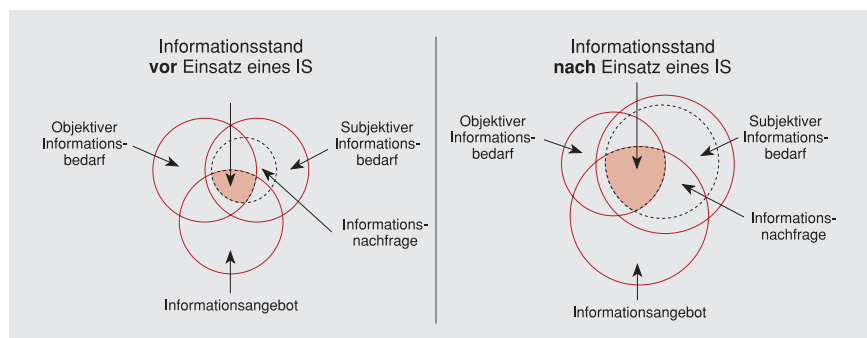 Informationsstand
vor Einsatz eines IS
Objektiver
Informations-
bedarf
Subjektiver
Informations-
bedarf
Informations-
nachfrage
Informationsangebot
Informationsstand
nach Einsatz eines IS
Objektiver
Informations-
bedarf
Subjektiver
Informations-
bedarf
Informations-
nachfrage
Informationsangebot